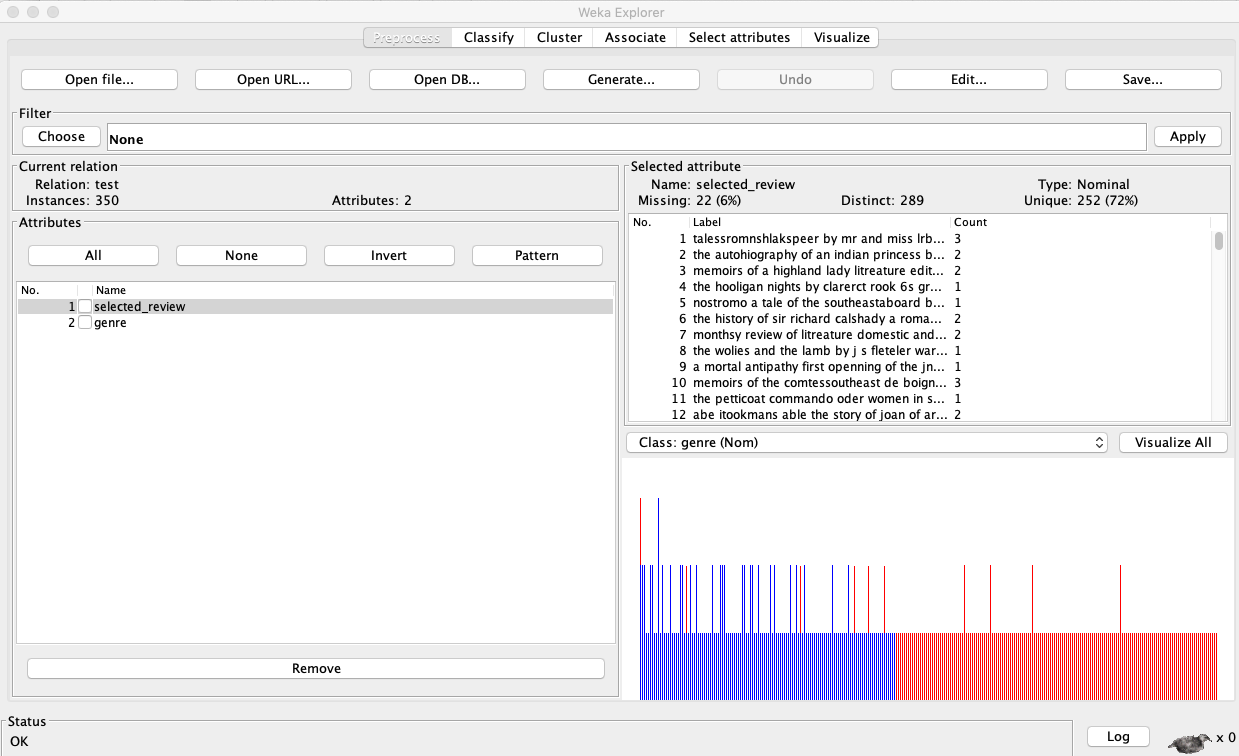 Weka Explorer
Preprocess Classify Cluster Associate Select attributes Visualize
Open file... Open URL... Open DB... Generate... Undo Edit... Save...
Filter
Choose None Apply
Current relation
Relation: test
Instances: 350 Attributes: 2
Attributes
All None Invert Pattern
No. Name
1 selected_review
2 genre
Remove
Selected attribute
Name: selected_review Type: Nominal
Missing: 22 (6%) Distinct: 289 Unique: 252 (72%)
No. Label Count
1 talessromnshlakspeer by mr and miss lrb... 3
2 the autohiography of an indian princess b... 2
3 memoirs of a highland lady litreature edit... 2
4 the hooligan nights by clarerct rook 6s gr... 1
5 nostromo a tale of the southeastaboard b... 1
6 the history of sir richard calshady a roma... 2
7 monthsy review of litreature domestic and... 2
8 the wolies and the lamb by j s fleteler war... 1
9 a mortal antipathy first openning of the jn... 1
10 memoirs of the comtessoutheast de boign... 3
11 the petticoat commando oder women in s... 1
12 abe itookmans able the story of joan of ar... 2
Class: genre (Nom) Visualize All
Status
OK
Log x 0